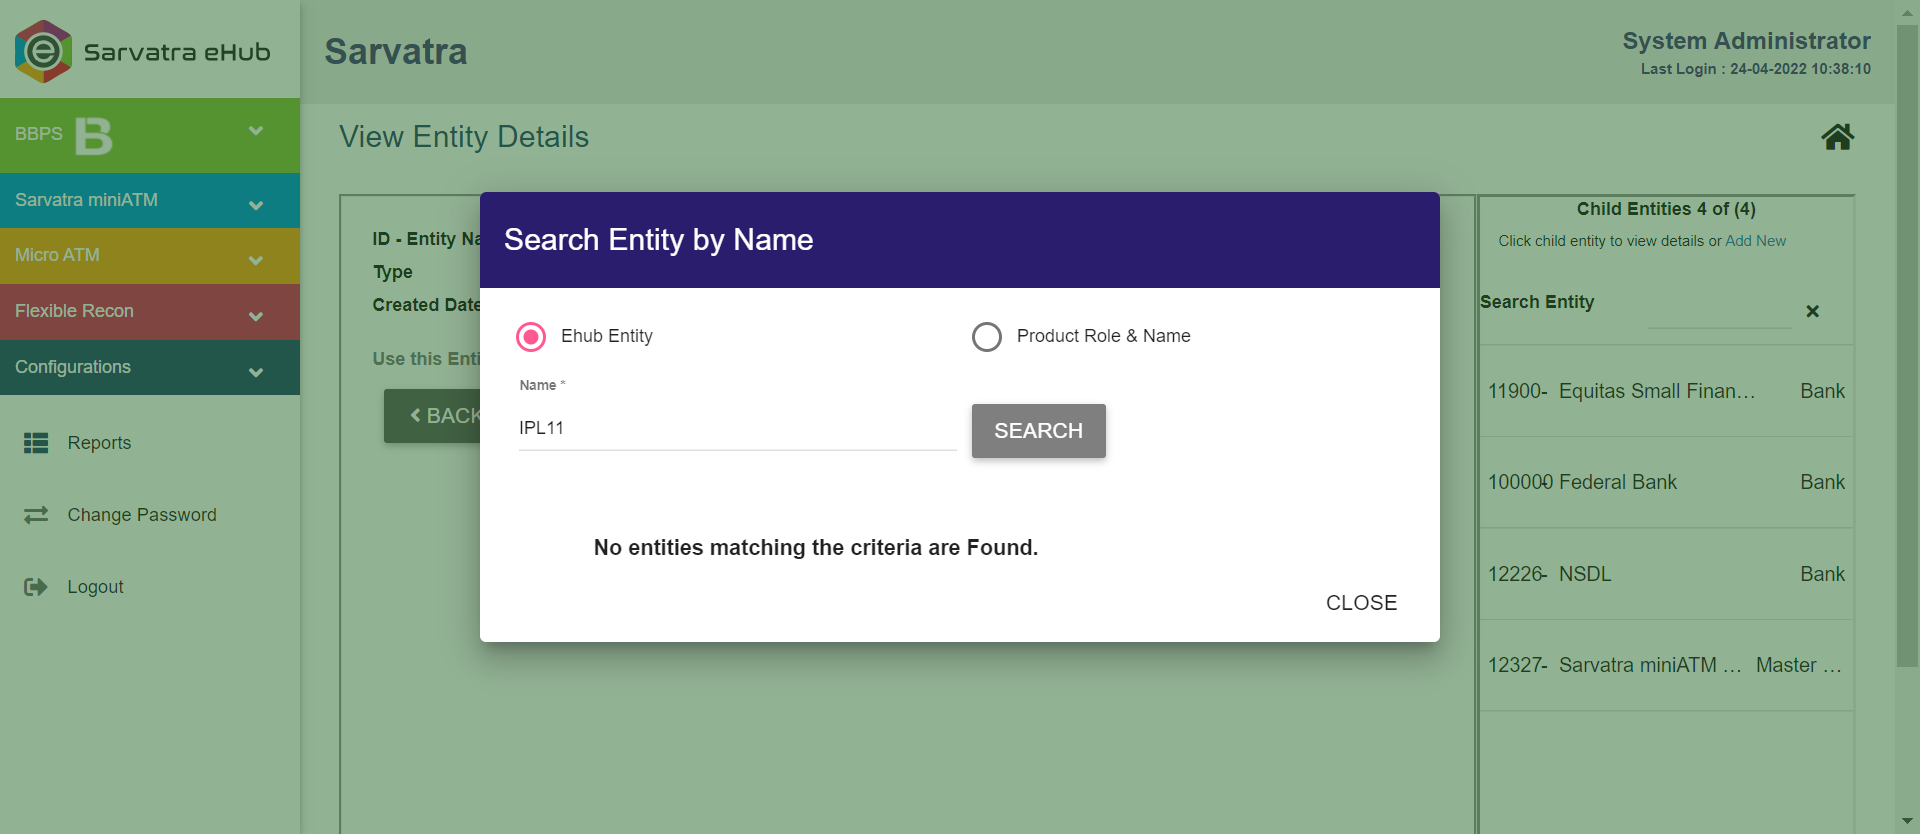 Sarvatra eHub
Sarvatra
System Administrator
Last Login : 24-04-2022 10:38:10
BBPS B
Sarvatra miniATM
Micro ATM
Flexible Recon
Configurations
Reports
Change Password
Logout
View Entity Details
ID - Entity Na
Type
Created Date
Use this Enti
BACK
Search Entity by Name
Ehub Entity
Product Role & Name
Name *
IPL11
SEARCH
No entities matching the criteria are Found.
CLOSE
Child Entities 4 of (4)
Click child entity to view details or Add New
Search Entity
11900- Equitas Small Finan… Bank
100000- Federal Bank Bank
12226- NSDL Bank
12327- Sarvatra miniATM … Master …